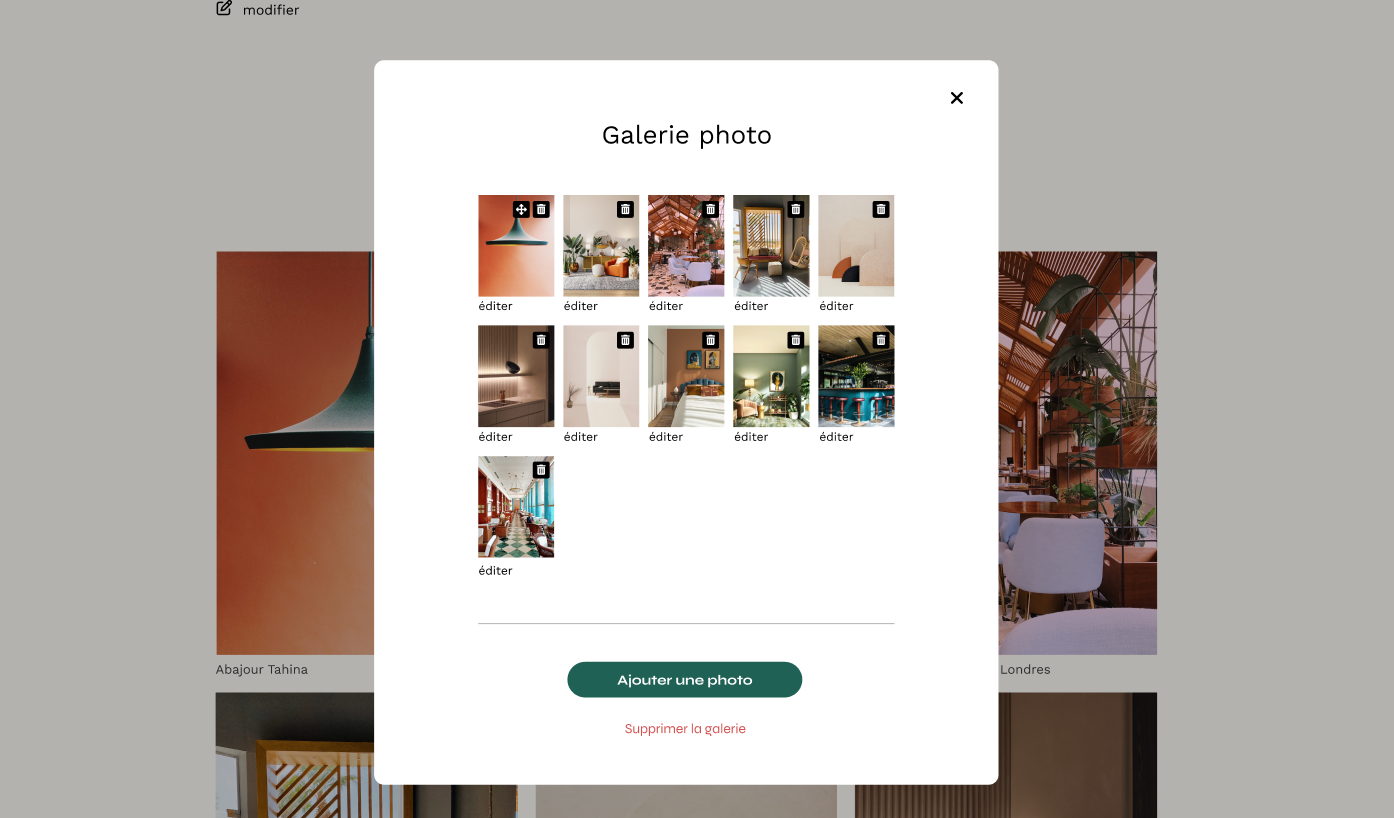 modifier
Galerie photo
éditer éditer éditer éditer éditer
éditer éditer éditer éditer éditer
éditer
Ajouter une photo
Supprimer la galerie
Abajour Tahina
Londres